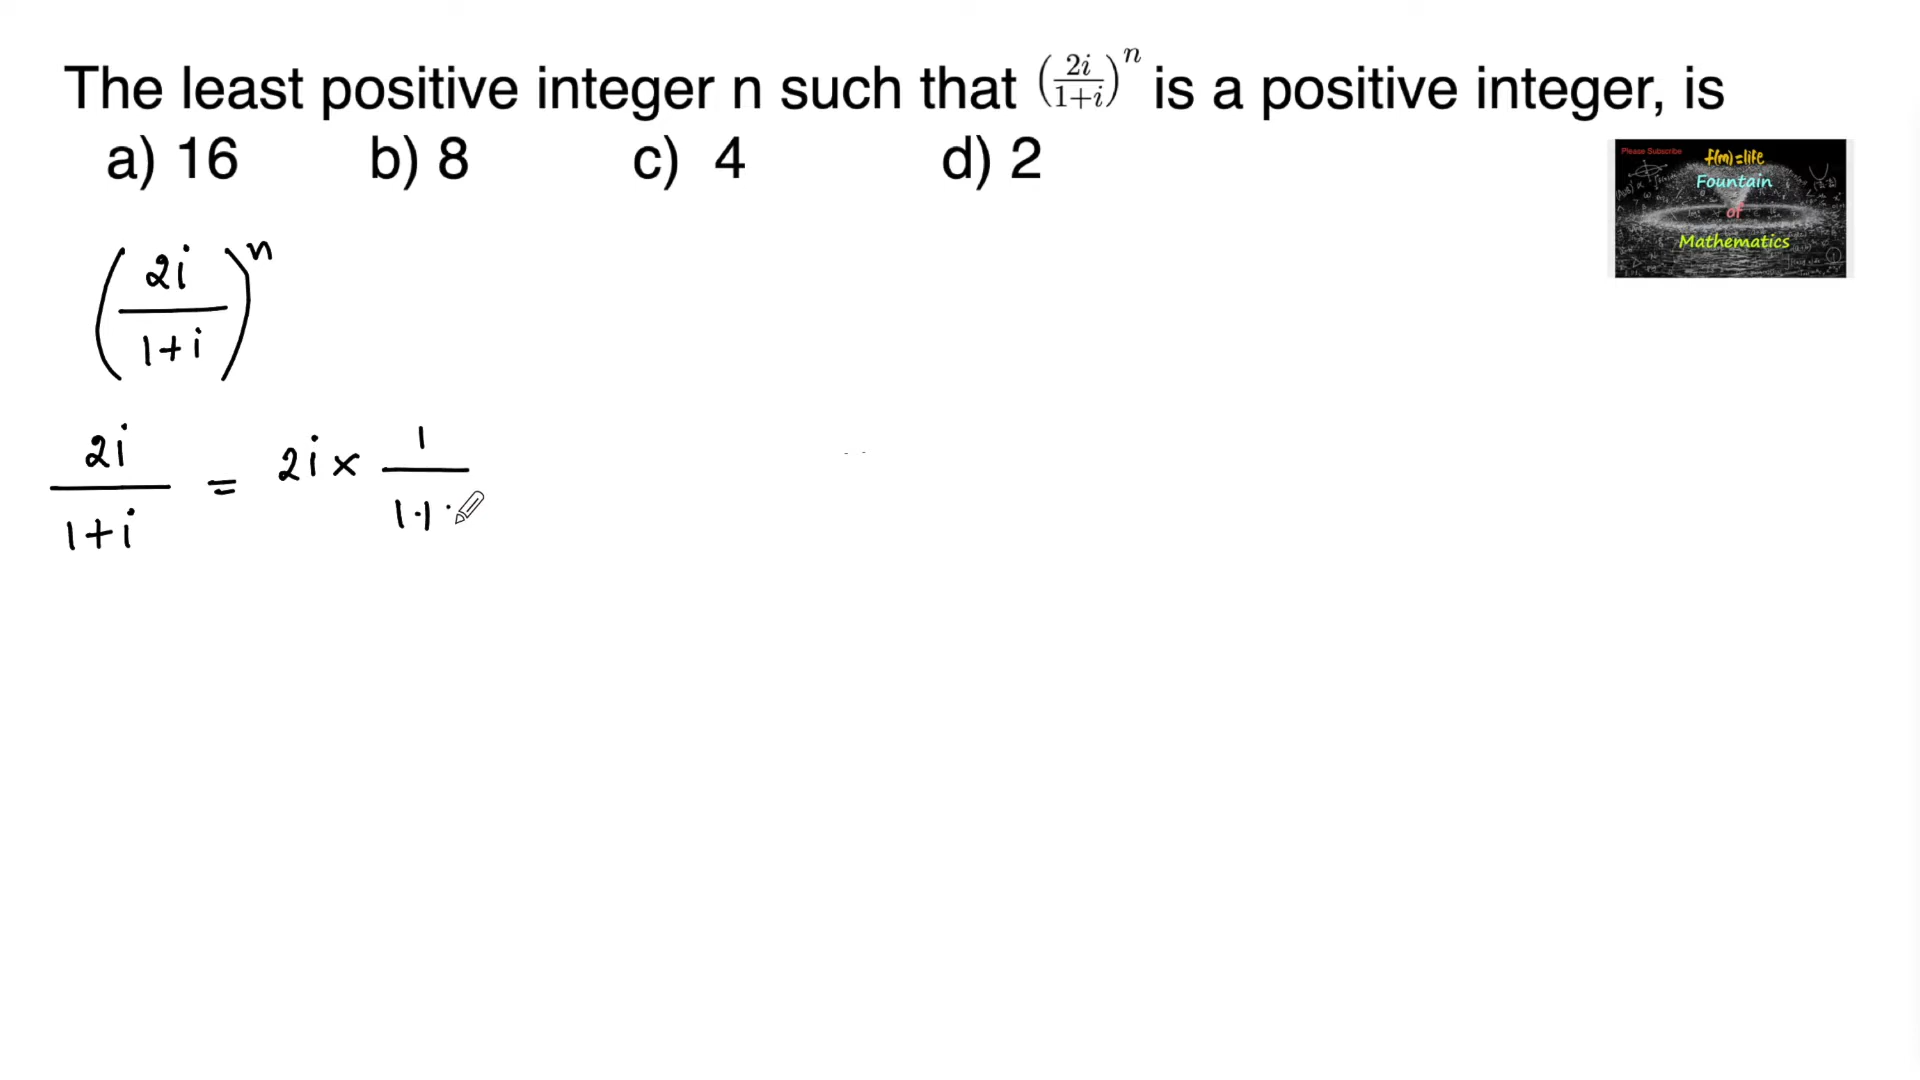 The least positive integer n such that (2i/1+i)^n is a positive integer, is
a) 16 b) 8 c) 4 d) 2
Please Subscribe
f(m)=life
Fountain
of
Mathematics
(2i/1+i)^n
2i/1+i = 2i × 1/1+